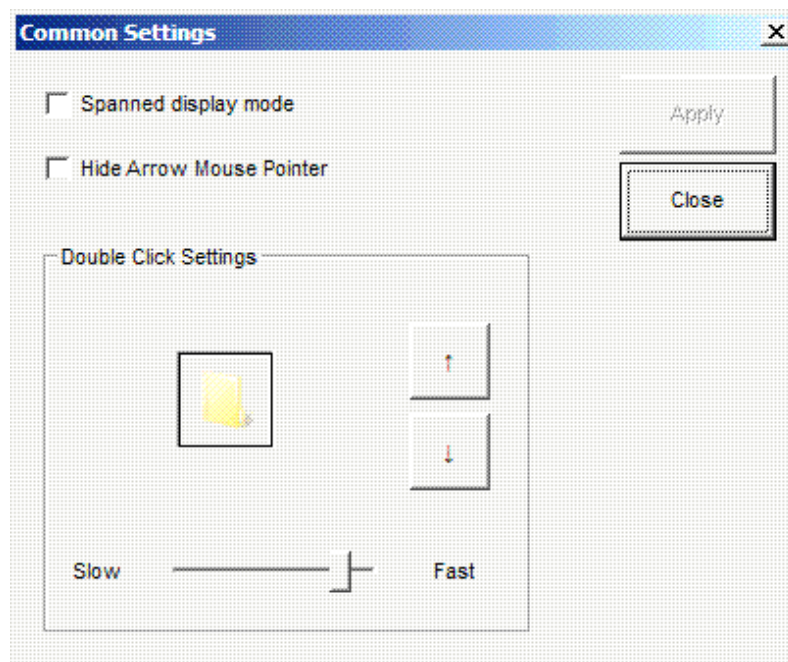 Common Settings
Spanned display mode
Apply
Hide Arrow Mouse Pointer
Close
Double Click Settings
↑
↓
Slow
Fast